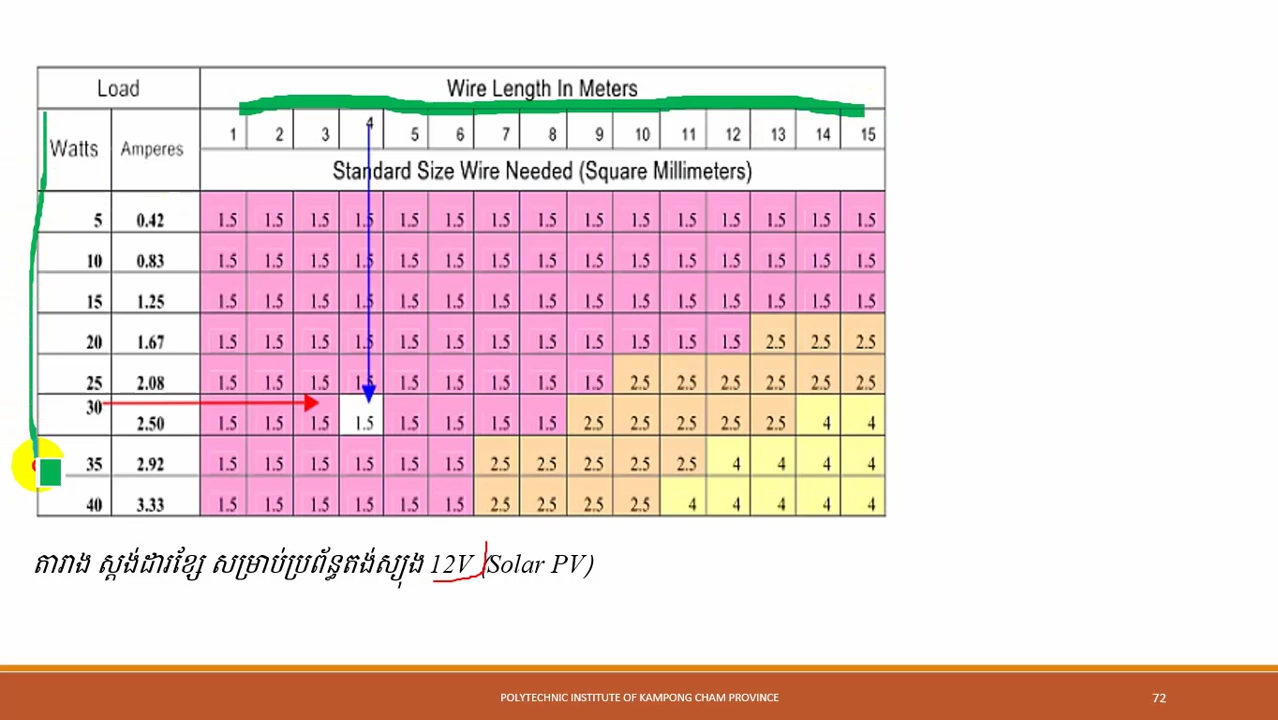 Load Wire Length In Meters
Watts Amperes 1 2 3 4 5 6 7 8 9 10 11 12 13 14 15
Standard Size Wire Needed (Square Millimeters)
5 0.42 1.5 1.5 1.5 1.5 1.5 1.5 1.5 1.5 1.5 1.5 1.5 1.5 1.5 1.5 1.5
10 0.83 1.5 1.5 1.5 1.5 1.5 1.5 1.5 1.5 1.5 1.5 1.5 1.5 1.5 1.5 1.5
15 1.25 1.5 1.5 1.5 1.5 1.5 1.5 1.5 1.5 1.5 1.5 1.5 1.5 1.5 1.5 1.5
20 1.67 1.5 1.5 1.5 1.5 1.5 1.5 1.5 1.5 1.5 1.5 1.5 1.5 2.5 2.5 2.5
25 2.08 1.5 1.5 1.5 1.5 1.5 1.5 1.5 1.5 1.5 2.5 2.5 2.5 2.5 2.5 2.5
30 2.50 1.5 1.5 1.5 1.5 1.5 1.5 1.5 1.5 2.5 2.5 2.5 2.5 2.5 4 4
35 2.92 1.5 1.5 1.5 1.5 1.5 1.5 2.5 2.5 2.5 2.5 2.5 4 4 4 4
40 3.33 1.5 1.5 1.5 1.5 1.5 1.5 2.5 2.5 2.5 2.5 4 4 4 4 4
តារាង ស្តង់ដារខ្សែ សម្រាប់ប្រព័ន្ធតង់ស្យុង 12V (Solar PV)
POLYTECHNIC INSTITUTE OF KAMPONG CHAM PROVINCE 72